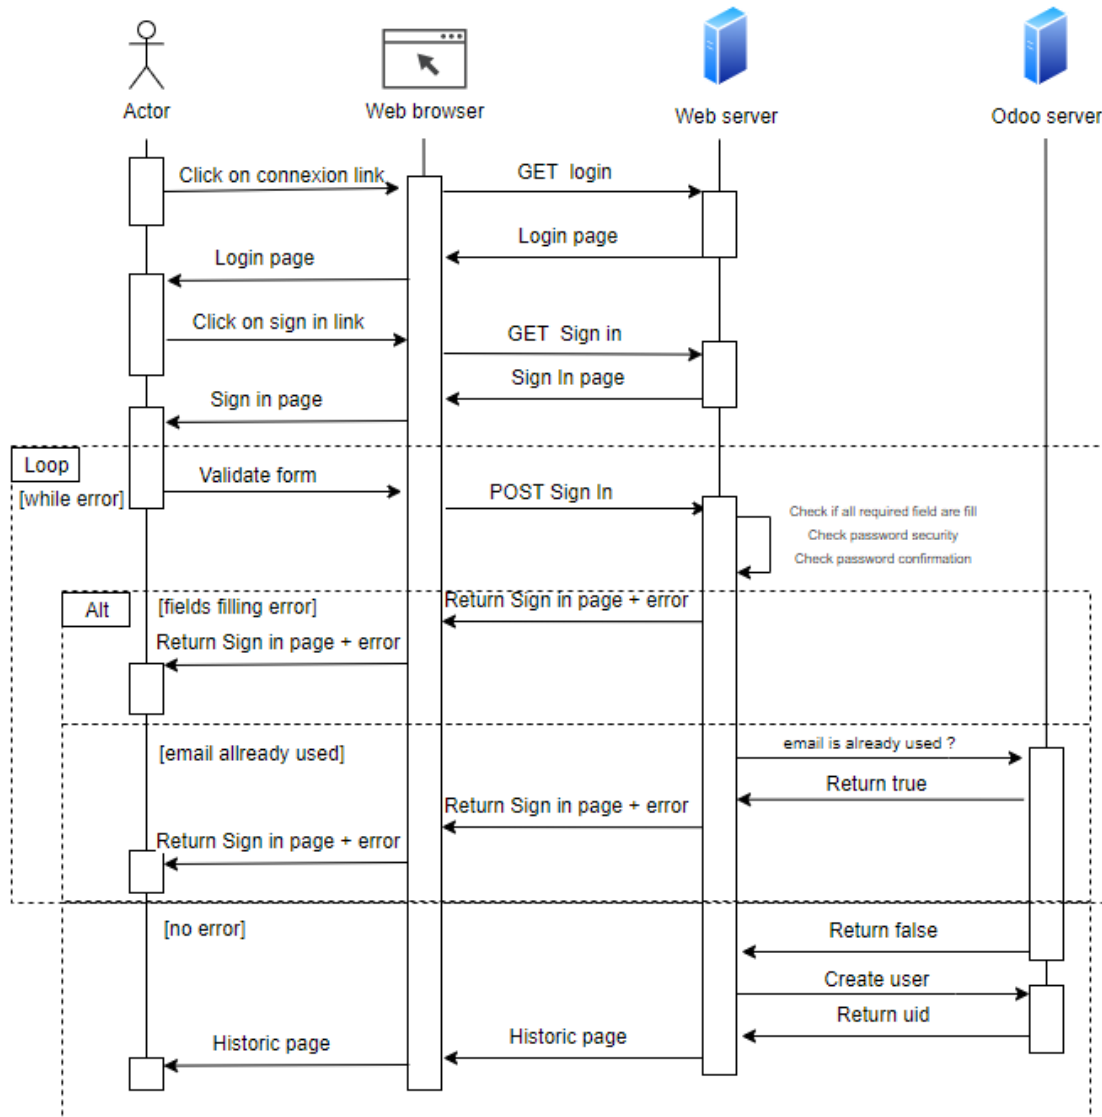 Actor
Web browser
Web server
Odoo server
Click on connexion link
GET login
Login page
Login page
Click on sign in link
GET Sign in
Sign In page
Sign in page
Loop
[while error]
Validate form
POST Sign In
Check if all required field are fill
Check password security
Check password confirmation
Alt
[fields filling error]
Return Sign in page + error
Return Sign in page + error
[email allready used]
email is already used ?
Return true
Return Sign in page + error
Return Sign in page + error
[no error]
Return false
Create user
Return uid
Historic page
Historic page